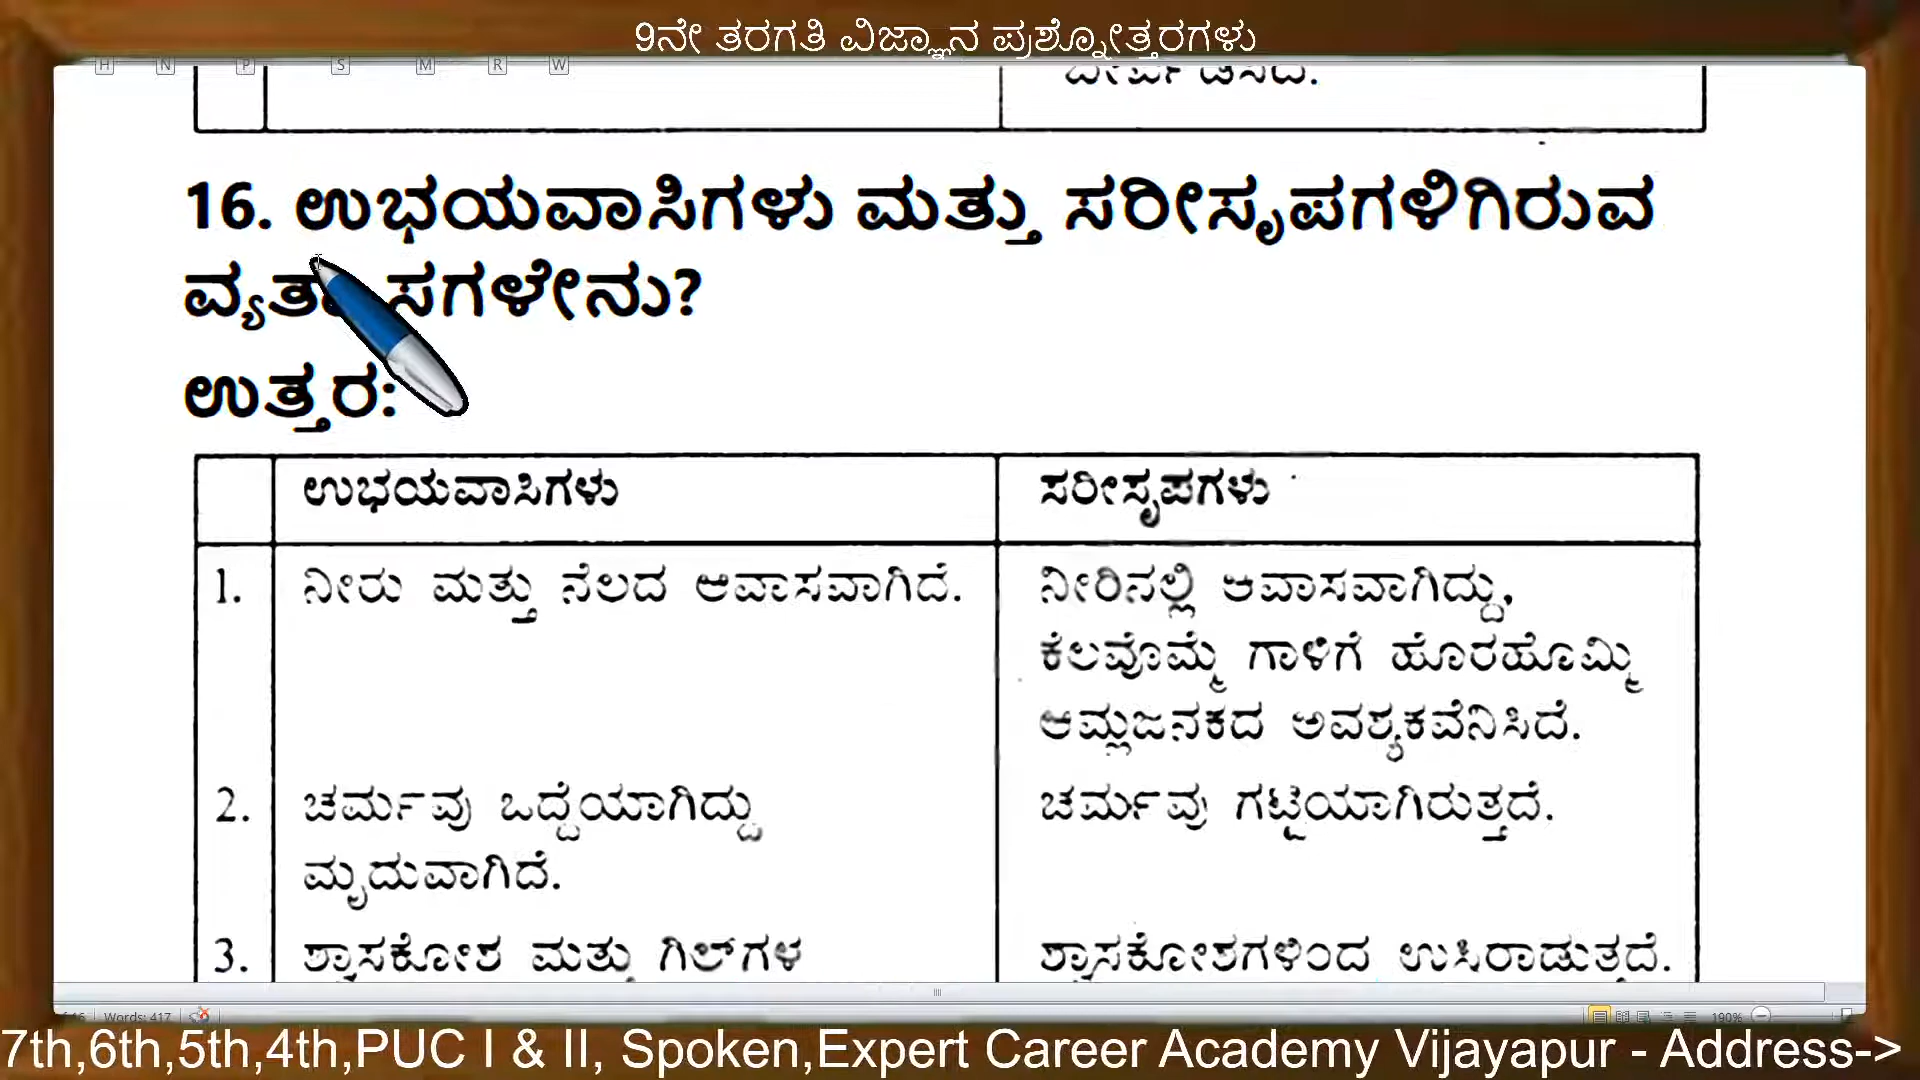 9ನೇ ತರಗತಿ ವಿಜ್ಞಾನ ಪ್ರಶ್ನೋತ್ತರಗಳು
H N P S M R W
16. ಉಭಯವಾಸಿಗಳು ಮತ್ತು ಸರೀಸೃಪಗಳಿಗಿರುವ
ವ್ಯತ್ಯಾಸಗಳೇನು?
ಉತ್ತರ:
ಉಭಯವಾಸಿಗಳು ಸರೀಸೃಪಗಳು
1. ನೀರು ಮತ್ತು ನೆಲದ ಆವಾಸವಾಗಿದೆ. ನೀರಿನಲ್ಲಿ ಆವಾಸವಾಗಿದ್ದು,
ಕೆಲವೊಮ್ಮೆ ಗಾಳಿಗೆ ಹೊರಹೊಮ್ಮಿ
ಆಮ್ಲಜನಕದ ಅವಶ್ಯಕವೆನಿಸಿದೆ.
2. ಚರ್ಮವು ಒದ್ದೆಯಾಗಿದ್ದು ಚರ್ಮವು ಗಟ್ಟಿಯಾಗಿರುತ್ತದೆ.
ಮೃದುವಾಗಿದೆ.
3. ಶ್ವಾಸಕೋಶ ಮತ್ತು ಗಿಲ್‌ಗಳ ಶ್ವಾಸಕೋಶಗಳಿಂದ ಉಸಿರಾಡುತ್ತದೆ.
Words: 417 190%
7th,6th,5th,4th,PUC I & II, Spoken,Expert Career Academy Vijayapur - Address->